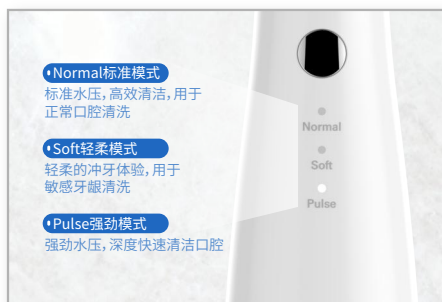 •Normal标准模式
标准水压,高效清洁,用于
正常口腔清洗
•Soft轻柔模式
轻柔的冲牙体验,用于
敏感牙龈清洗
•Pulse强劲模式
强劲水压,深度快速清洁口腔
Normal
Soft
Pulse